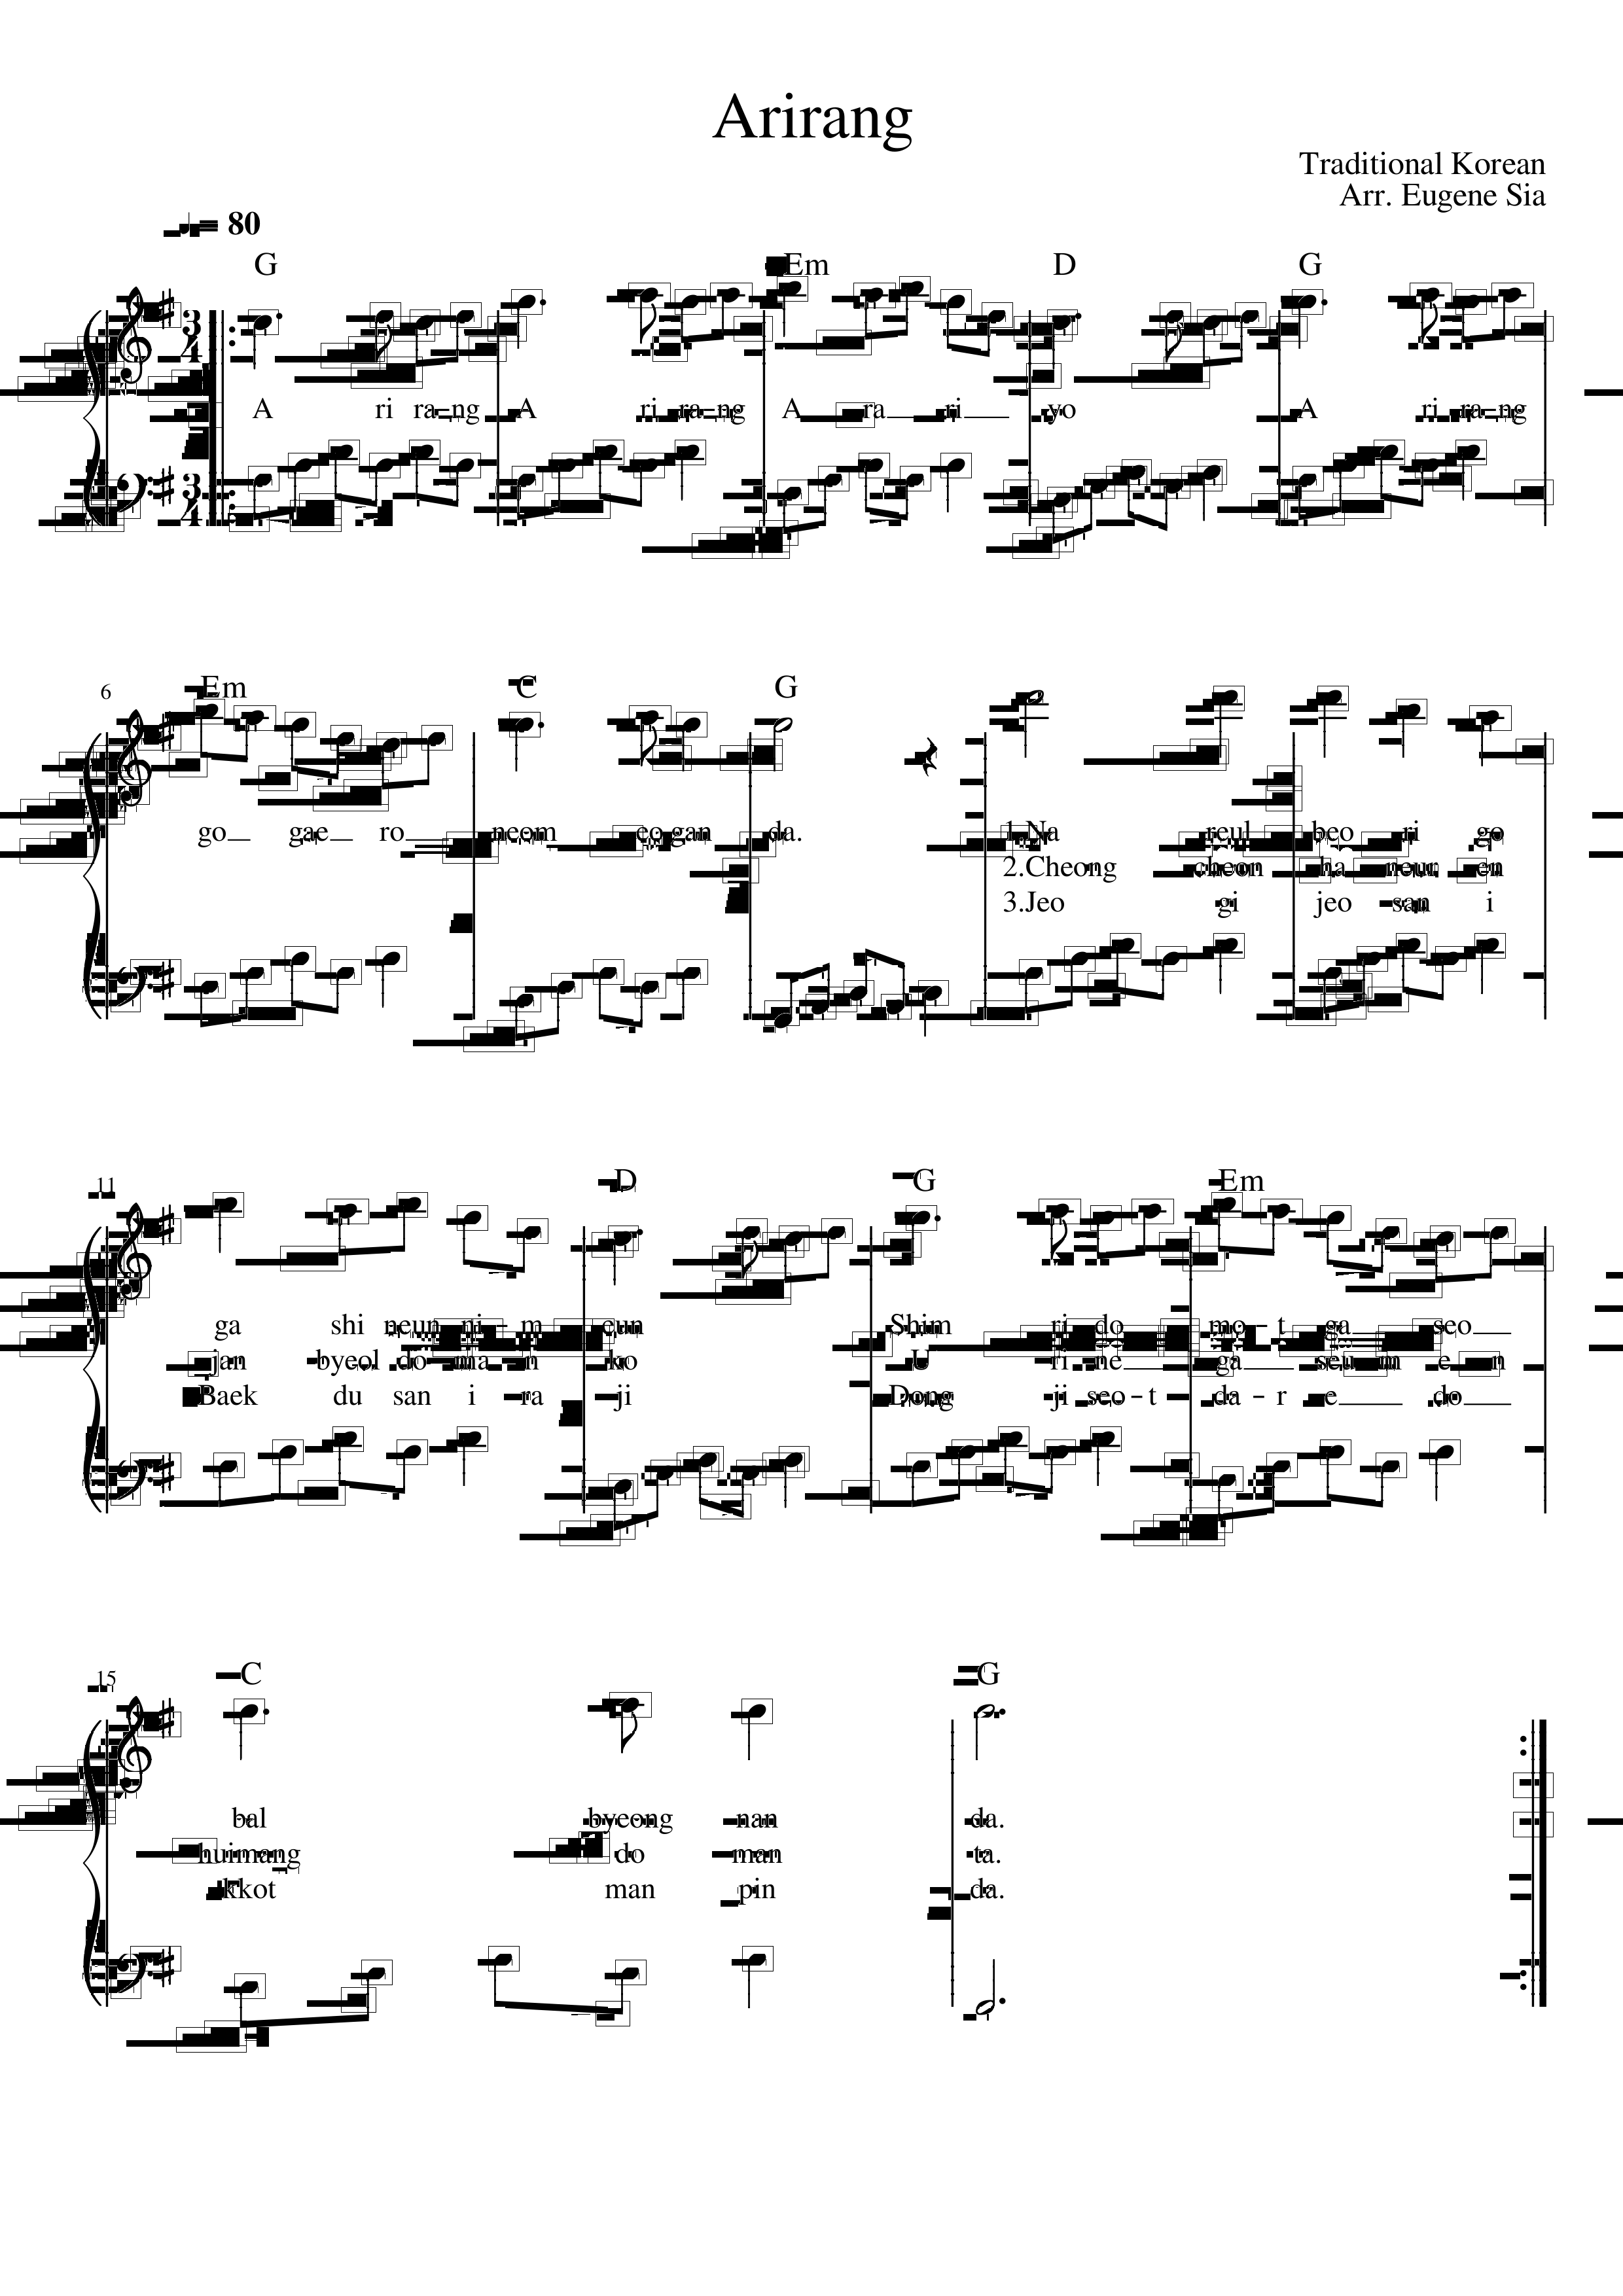 Arirang
Traditional Korean
Arr. Eugene Sia
= 80
G Em D G
3 4
A ri ra-ng A ri ra-ng A ra ri yo A ri ra-ng
3 4
6 Em C G
go gae ro neom eo gan da. 1.Na reul beo ri go
2.Cheong cheon ha neur en
3.Jeo gi jeo san i
11 D G Em
ga shi neun ni-m eun Shim ri do mo-t ga seo
jan byeol do ma n ko U ri ne ga seu m e n
Baek du san i ra ji Dong ji seo-t da-r e do
15 C G
bal byeong nan da.
huimang do man ta.
kkot man pin da.